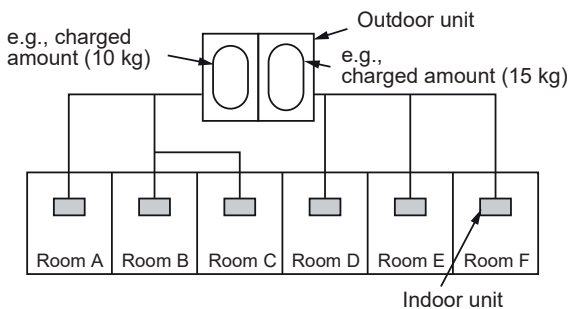 e.g., charged
amount (10 kg)
Outdoor unit
e.g.,
charged amount (15 kg)
Room A
Room B
Room C
Room D
Room E
Room F
Indoor unit